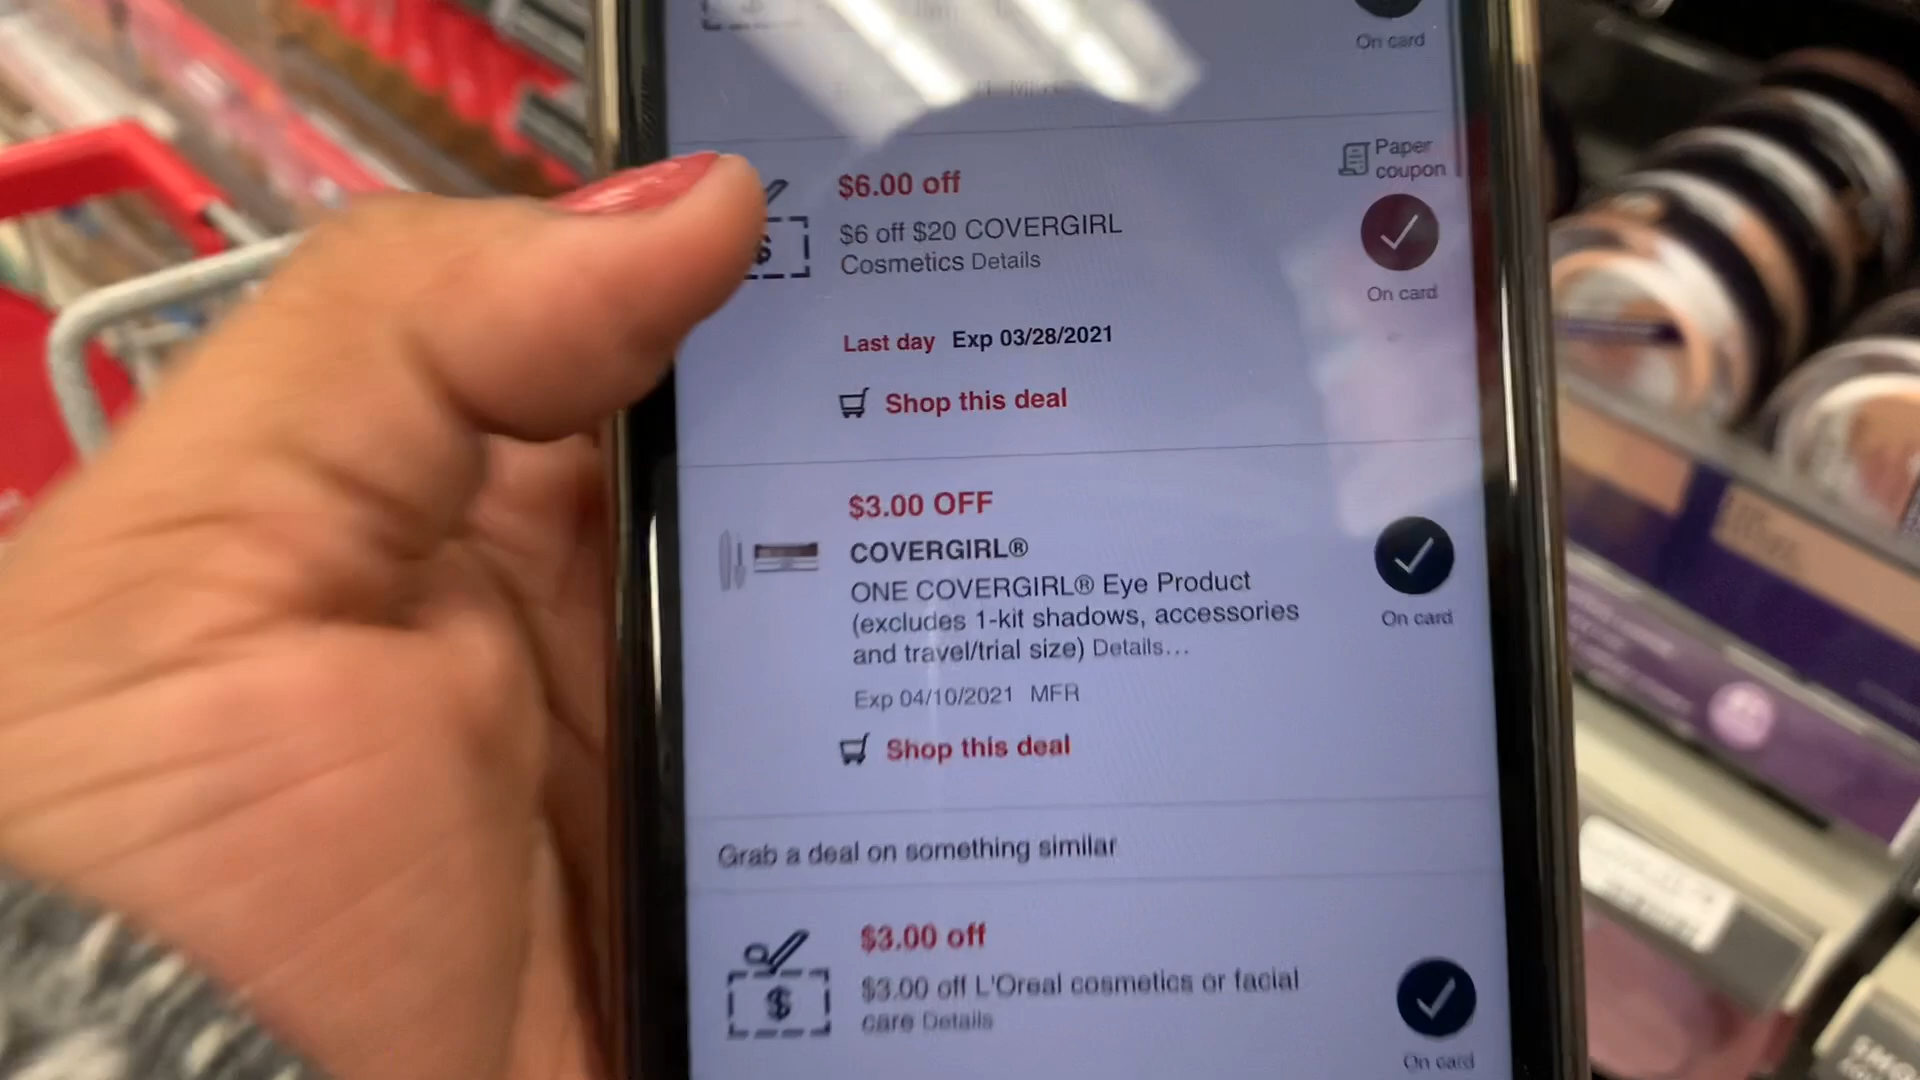 On card
Paper
coupon
$6.00 off
$6 off $20 COVERGIRL
Cosmetics Details
On card
Last day Exp 03/28/2021
Shop this deal
$3.00 OFF
COVERGIRL®
ONE COVERGIRL® Eye Product
(excludes 1-kit shadows, accessories
and travel/trial size) Details...
On card
Exp 04/10/2021 MFR
Shop this deal
Grab a deal on something similar
$3.00 off
$3.00 off L'Oreal cosmetics or facial
care Details
On card